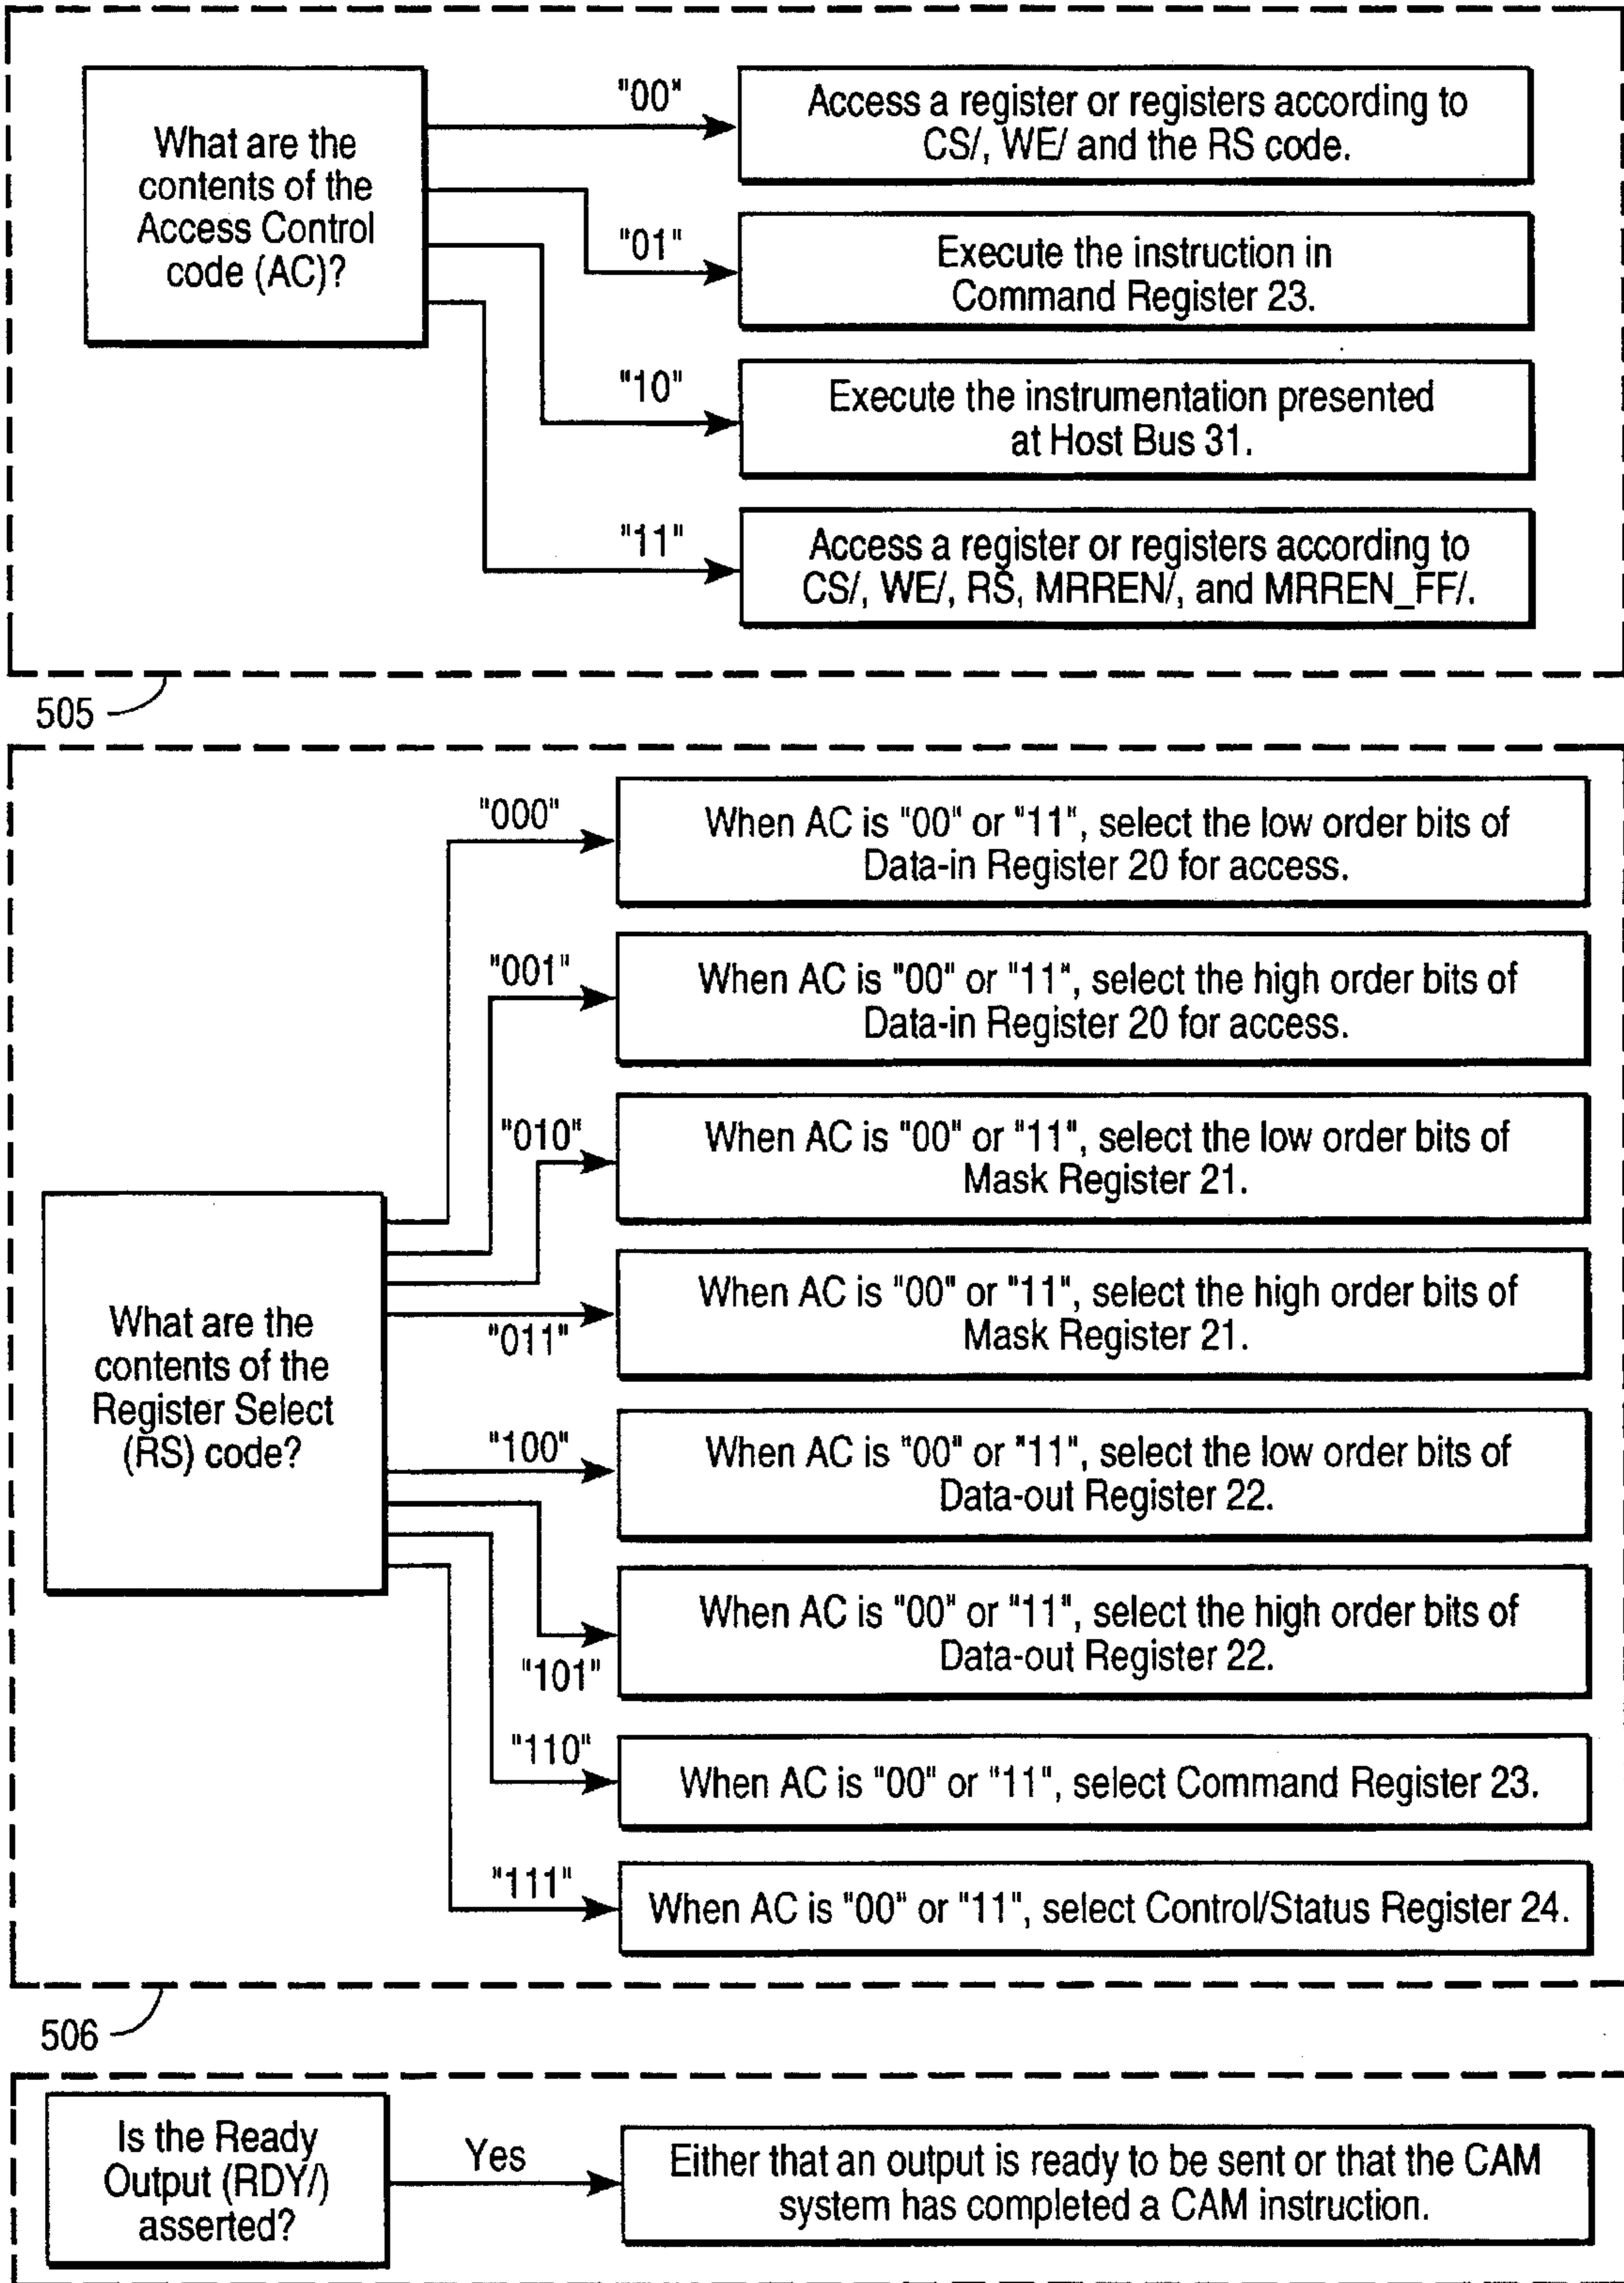 What are the
contents of the
Access Control
code (AC)?
"00"
Access a register or registers according to
CS/, WE/ and the RS code.
"01"
Execute the instruction in
Command Register 23.
"10"
Execute the instrumentation presented
at Host Bus 31.
"11"
Access a register or registers according to
CS/, WE/, RS, MRREN/, and MRREN_FF/.
505
What are the
contents of the
Register Select
(RS) code?
"000"
When AC is "00" or "11", select the low order bits of
Data-in Register 20 for access.
"001"
When AC is "00" or "11", select the high order bits of
Data-in Register 20 for access.
"010"
When AC is "00" or "11", select the low order bits of
Mask Register 21.
"011"
When AC is "00" or "11", select the high order bits of
Mask Register 21.
"100"
When AC is "00" or "11", select the low order bits of
Data-out Register 22.
"101"
When AC is "00" or "11", select the high order bits of
Data-out Register 22.
"110"
When AC is "00" or "11", select Command Register 23.
"111"
When AC is "00" or "11", select Control/Status Register 24.
506
Is the Ready
Output (RDY/)
asserted?
Yes
Either that an output is ready to be sent or that the CAM
system has completed a CAM instruction.